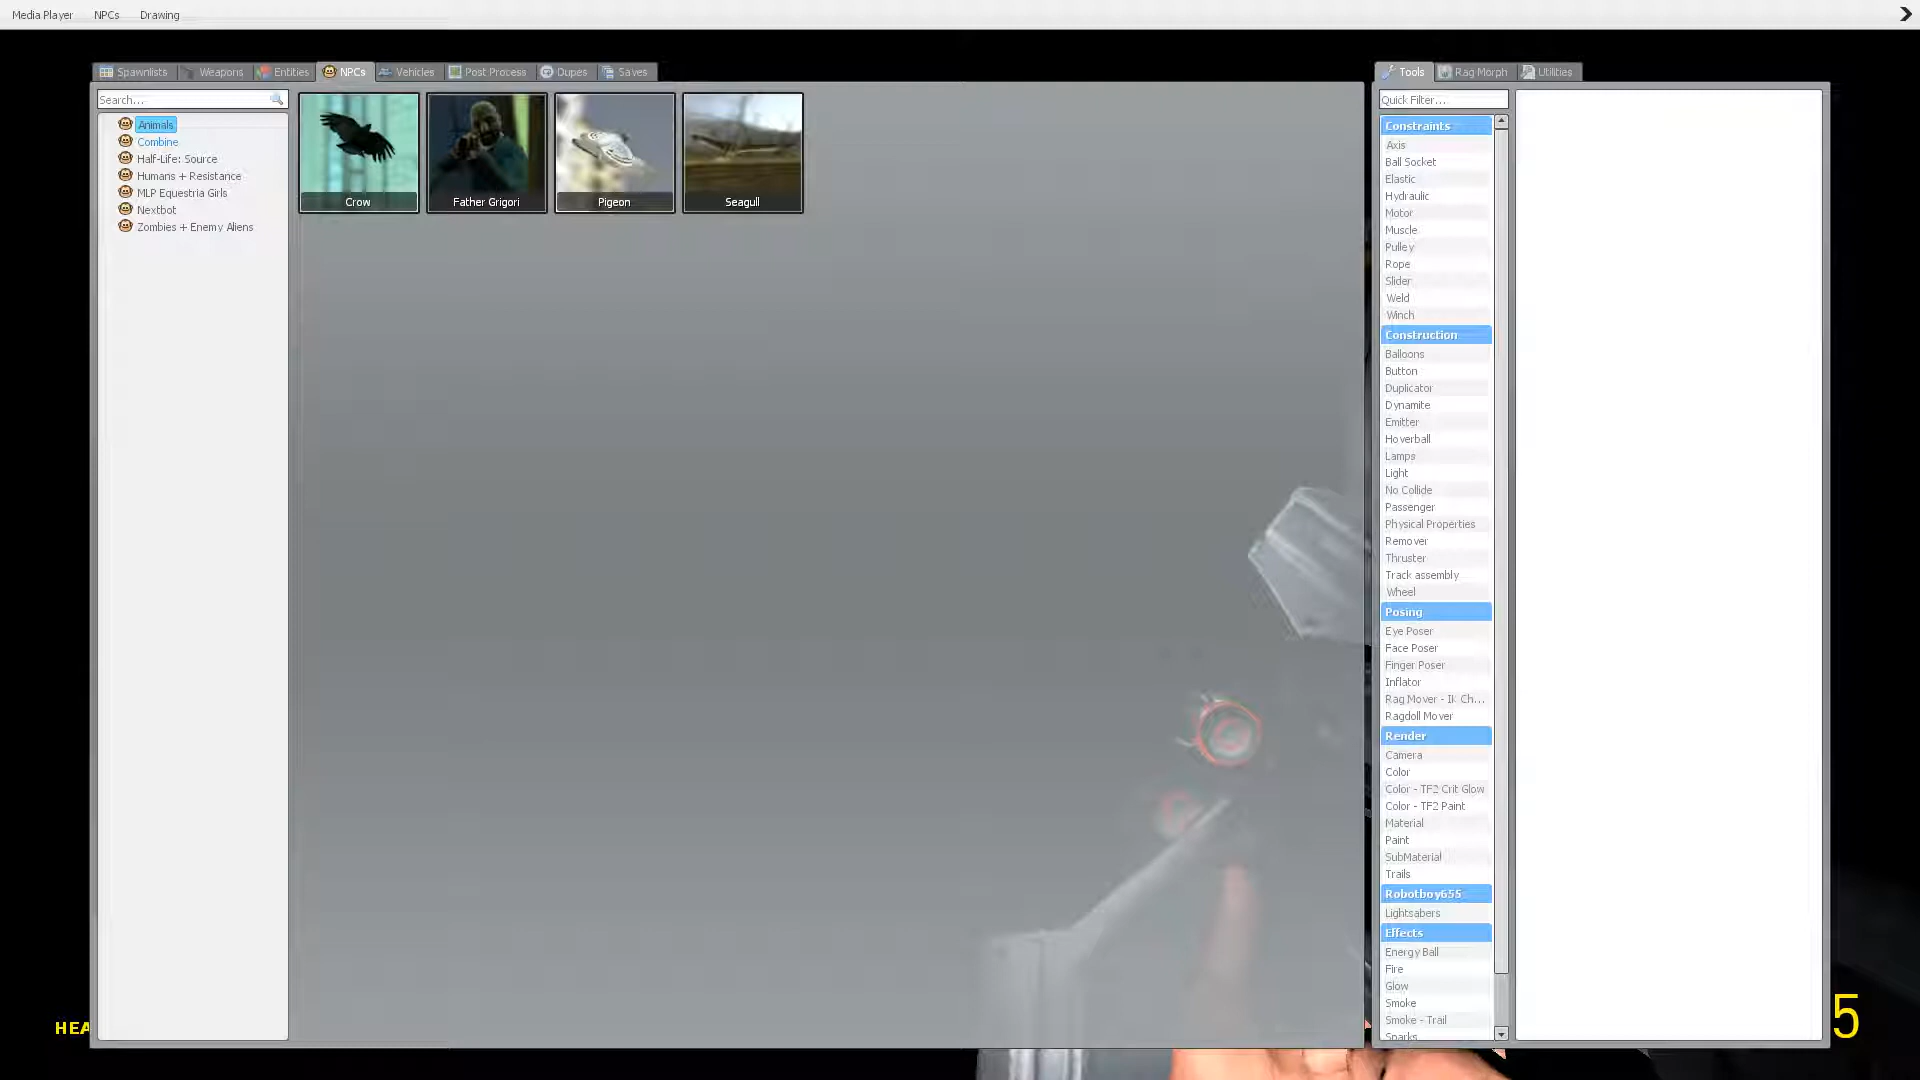 Media Player NPCs Drawing
Spawnlists Weapons Entities NPCs Vehicles Post Process Dupes Saves
Search...
Animals
Combine
Half-Life: Source
Humans + Resistance
MLP Equestria Girls
Nextbot
Zombies + Enemy Aliens
Crow Father Grigori Pigeon Seagull
Tools Rag Morph Utilities
Quick Filter...
Constraints
Axis
Ball Socket
Elastic
Hydraulic
Motor
Muscle
Pulley
Rope
Slider
Weld
Winch
Construction
Balloons
Button
Duplicator
Dynamite
Emitter
Hoverball
Lamps
Light
No Collide
Passenger
Physical Properties
Remover
Thruster
Track assembly
Wheel
Posing
Eye Poser
Face Poser
Finger Poser
Inflator
Rag Mover - Ik Ch...
Ragdoll Mover
Render
Camera
Color
Color - TF2 Crit Glow
Color - TF2 Paint
Material
Paint
SubMaterial
Trails
Robotboy655
Lightsabers
Effects
Energy Ball
Fire
Glow
Smoke
Smoke - Trail
Sparks
HEA
5